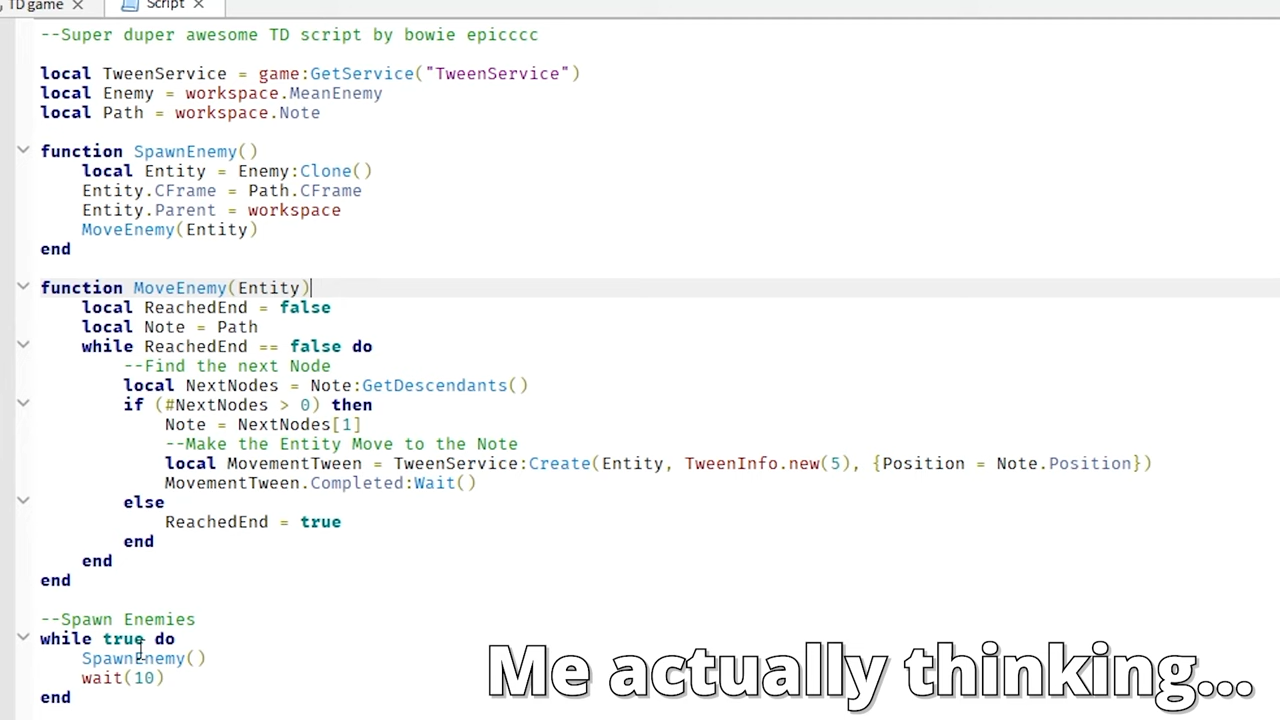 TD game
Script
--Super duper awesome TD script by bowie epicccc
local TweenService = game:GetService("TweenService")
local Enemy = workspace.MeanEnemy
local Path = workspace.Note
function SpawnEnemy()
local Entity = Enemy:Clone()
Entity.CFrame = Path.CFrame
Entity.Parent = workspace
MoveEnemy(Entity)
end
function MoveEnemy(Entity)
local ReachedEnd = false
local Note = Path
while ReachedEnd == false do
--Find the next Node
local NextNodes = Note:GetDescendants()
if (#NextNodes > 0) then
Note = NextNodes[1]
--Make the Entity Move to the Note
local MovementTween = TweenService:Create(Entity, TweenInfo.new(5), {Position = Note.Position})
MovementTween.Completed:Wait()
else
ReachedEnd = true
end
end
end
--Spawn Enemies
while true do
SpawnEnemy()
wait(10)
end
Me actually thinking...